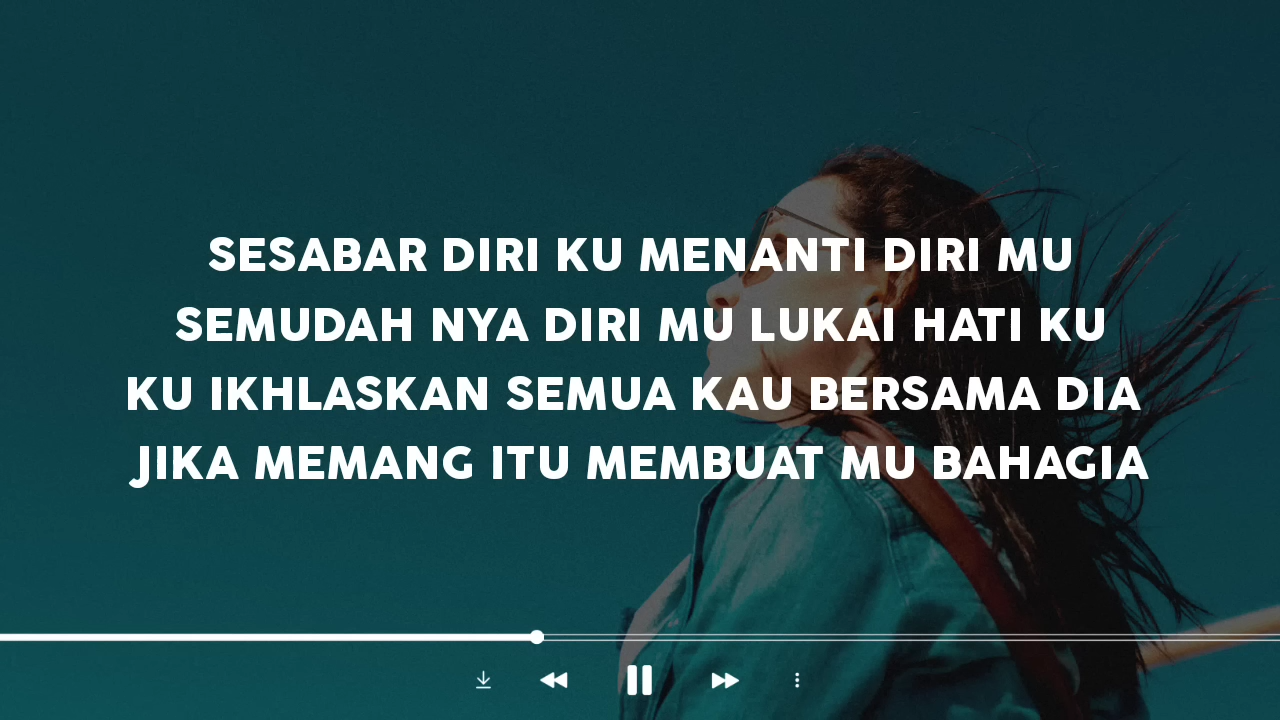 SESABAR DIRI KU MENANTI DIRI MU
SEMUDAH NYA DIRI MU LUKAI HATI KU
KU IKHLASKAN SEMUA KAU BERSAMA DIA
JIKA MEMANG ITU MEMBUAT MU BAHAGIA